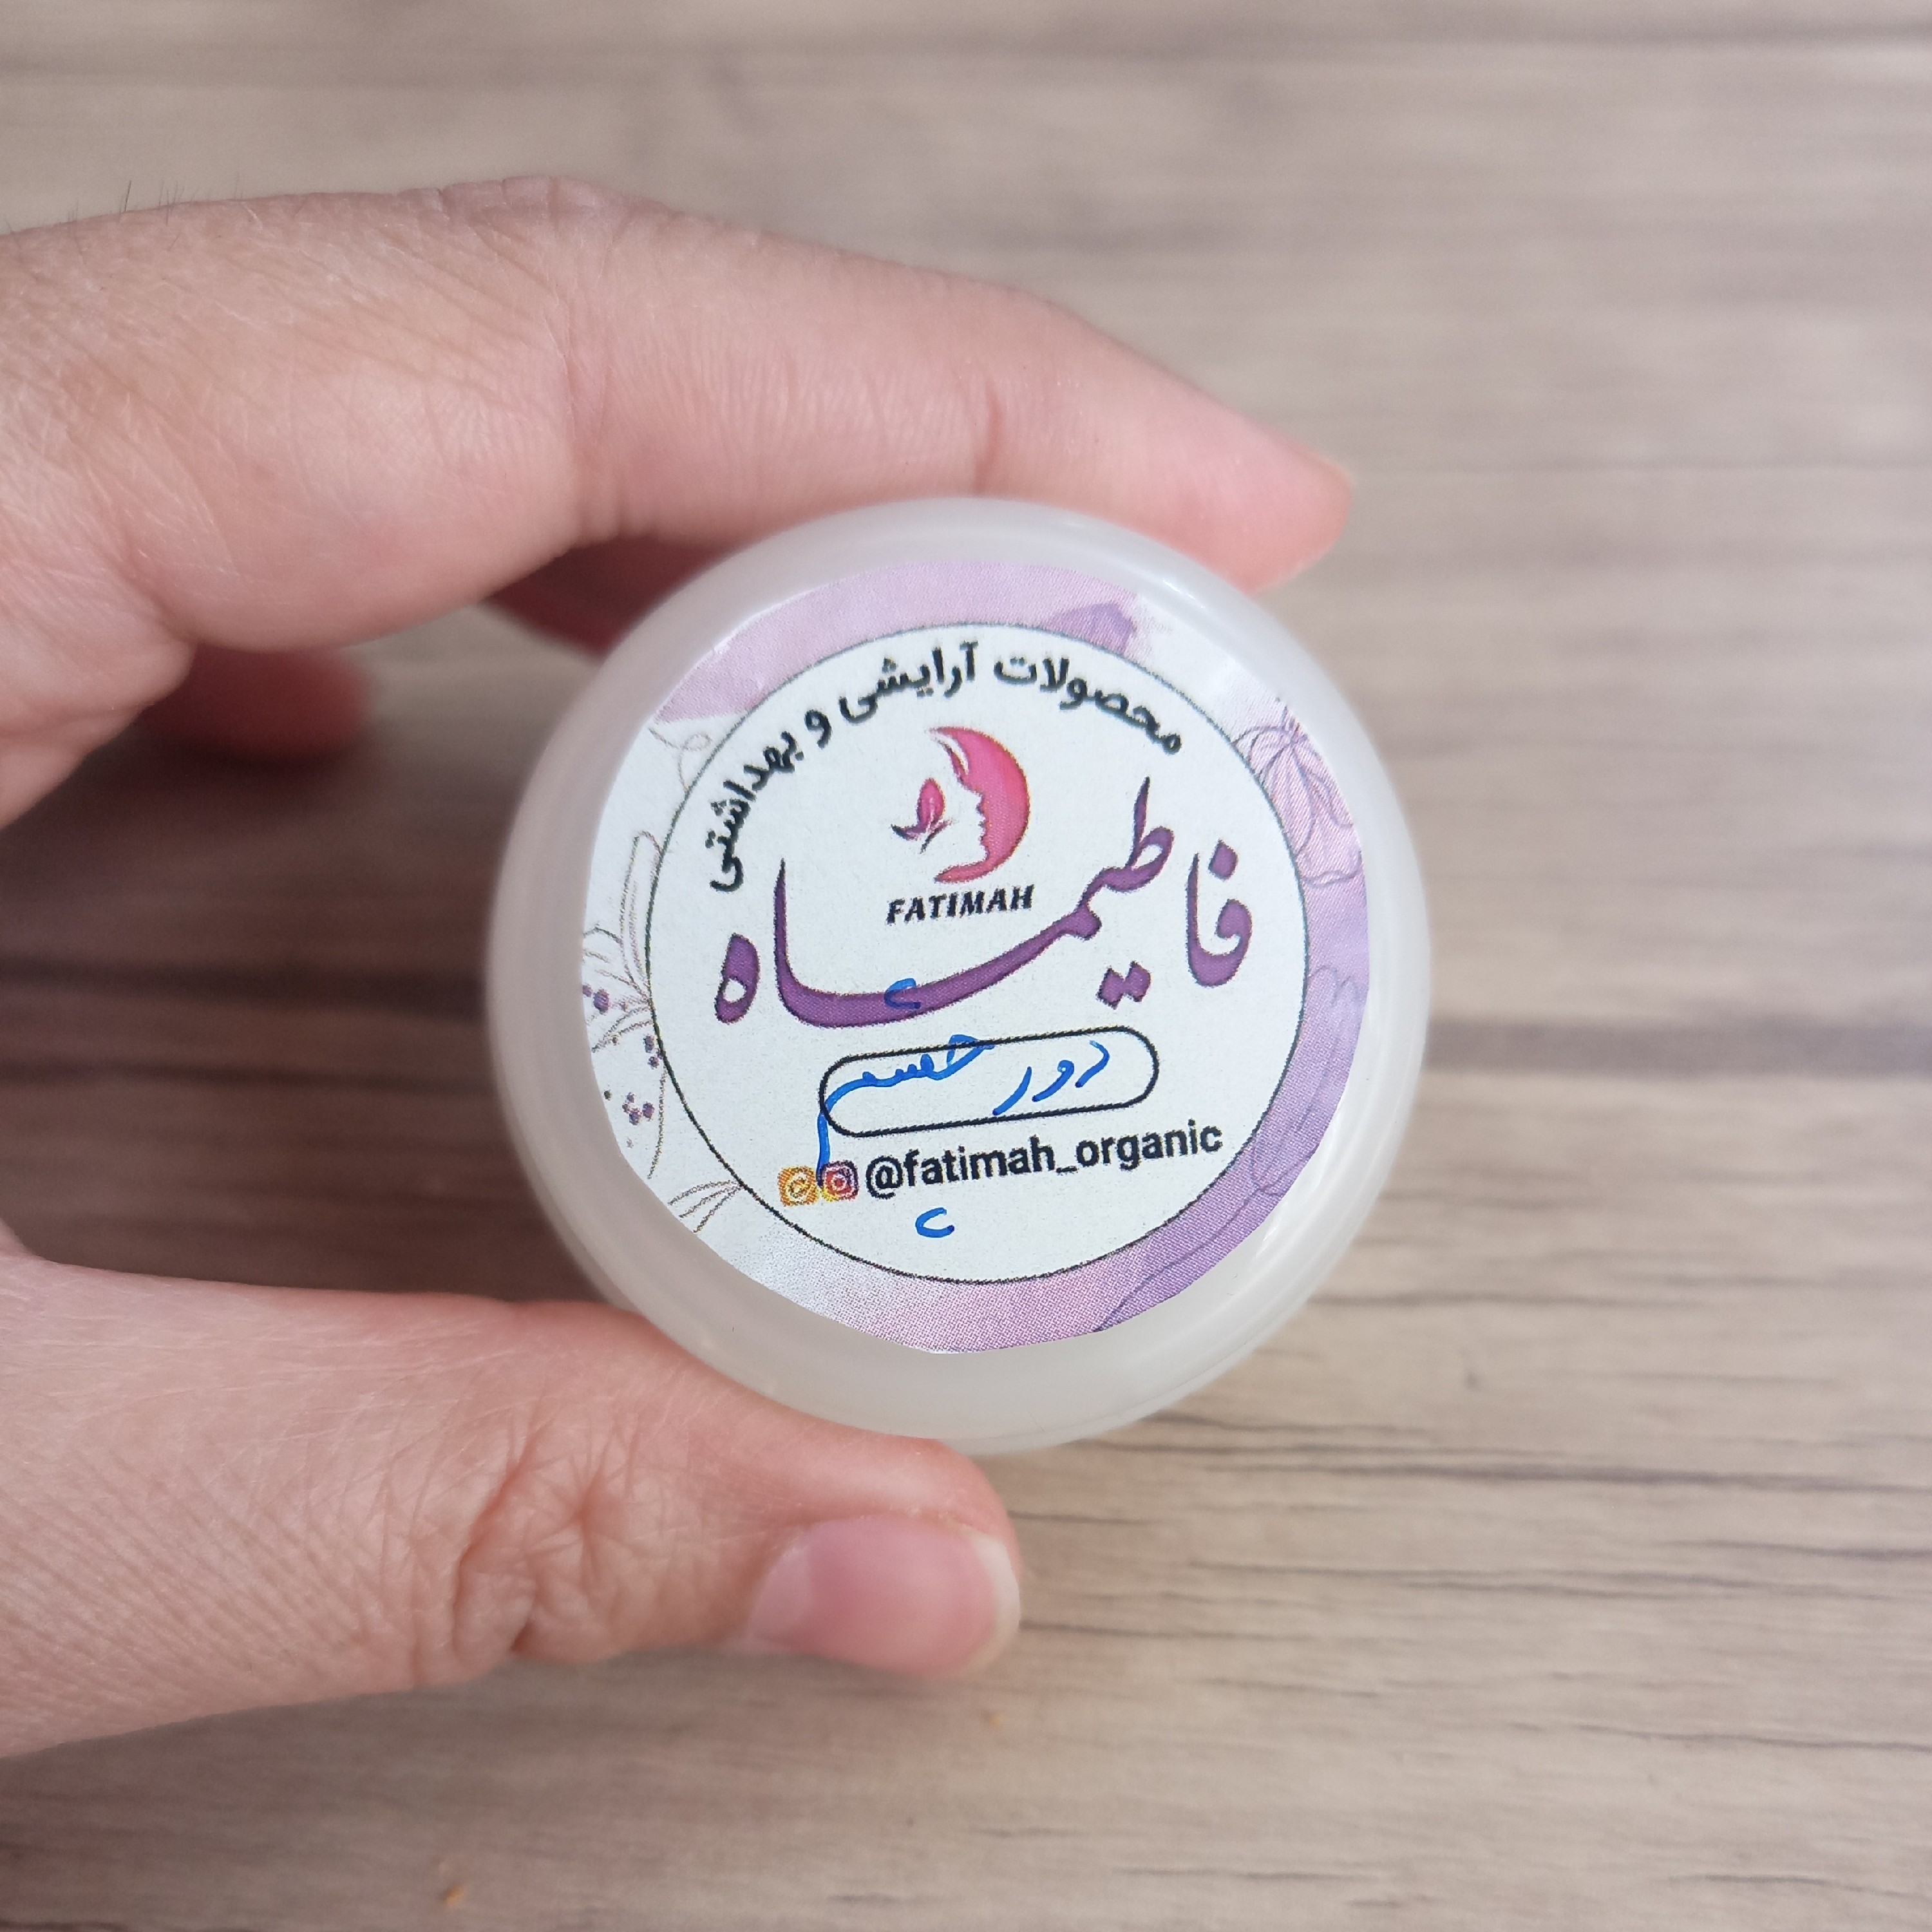 محصولات آرایشی و بهداشتی
FATIMAH
فاطیماه
دور چشم
@fatimah_organic